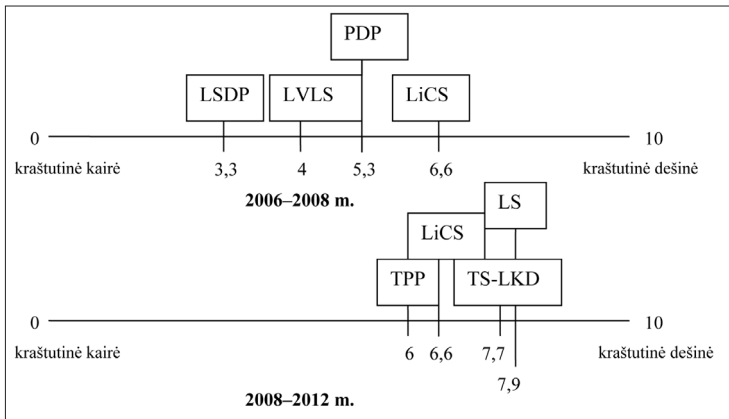 PDP
LSDP LVLS LiCS
0 10
kraštutinė kairė 3,3 4 5,3 6,6 kraštutinė dešinė
2006–2008 m.
LS
LiCS
TPP TS-LKD
0 10
kraštutinė kairė 6 6,6 7,7 kraštutinė dešinė
7,9
2008–2012 m.